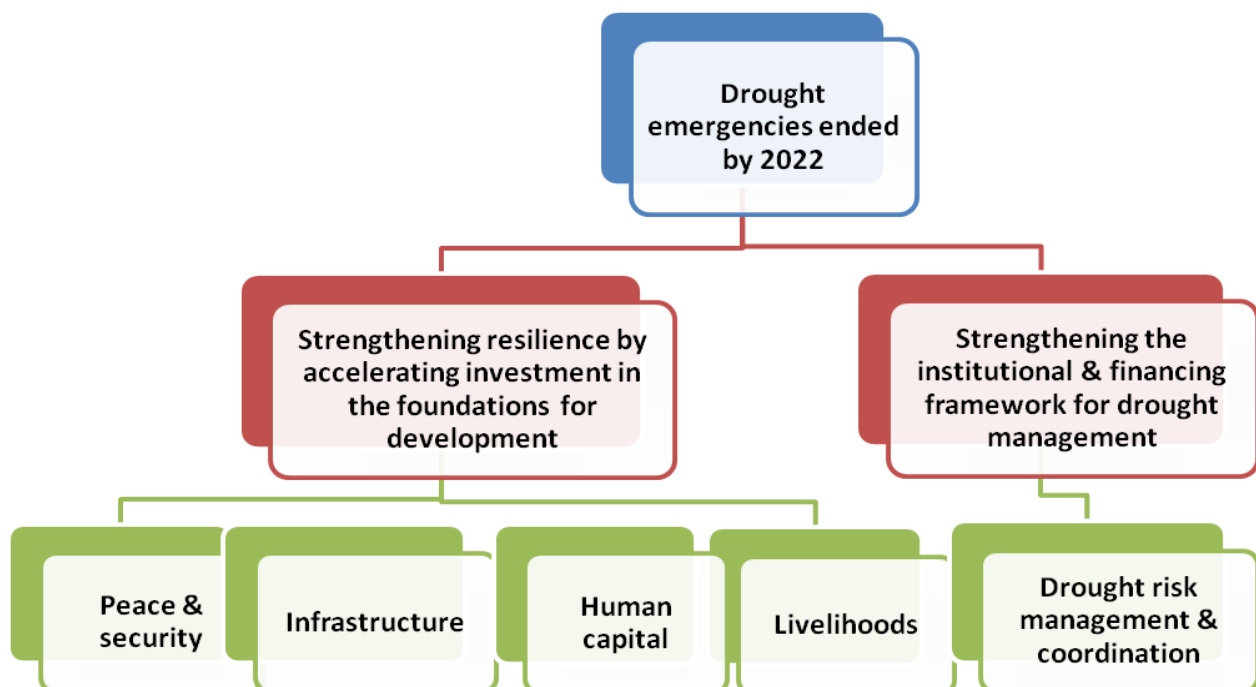 Drought
emergencies ended
by 2022
Strengthening resilience by
accelerating investment in
the foundations for
development
Strengthening the
institutional & financing
framework for drought
management
Peace &
security
Infrastructure
Human
capital
Livelihoods
Drought risk
management &
coordination